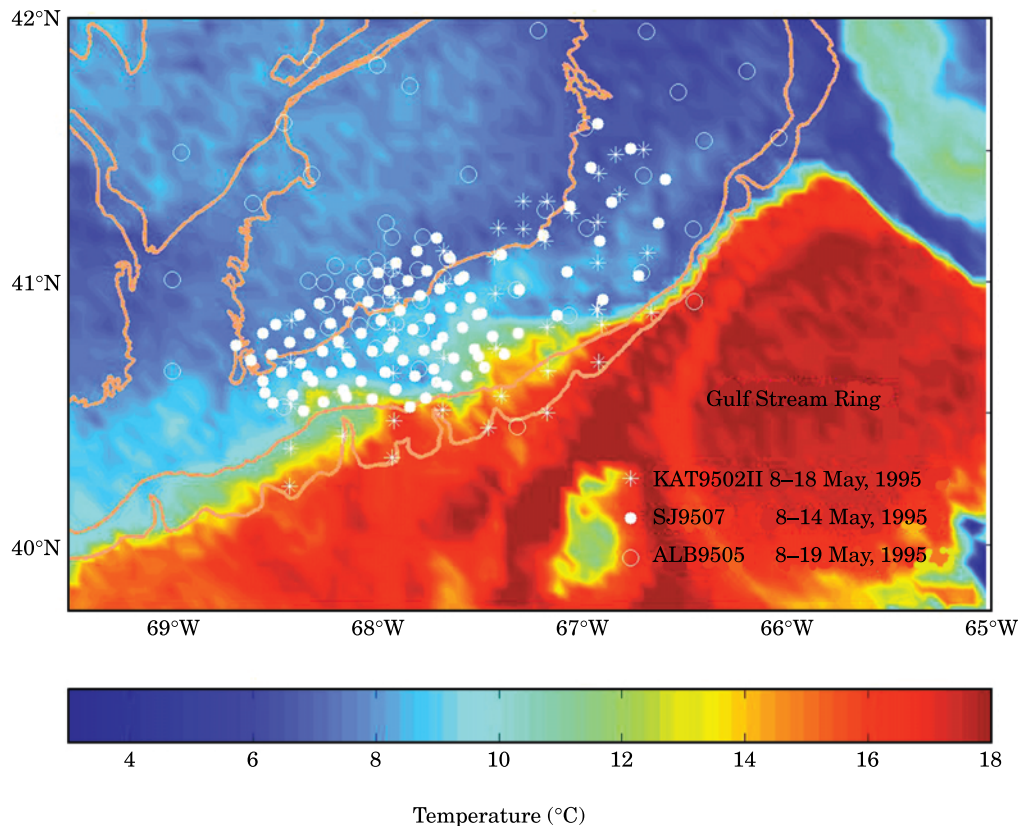 42°N
41°N
40°N
Gulf Stream Ring
KAT9502II 8–18 May, 1995
SJ9507 8–14 May, 1995
ALB9505 8–19 May, 1995
69°W 68°W 67°W 66°W 65°W
4 6 8 10 12 14 16 18
Temperature (°C)